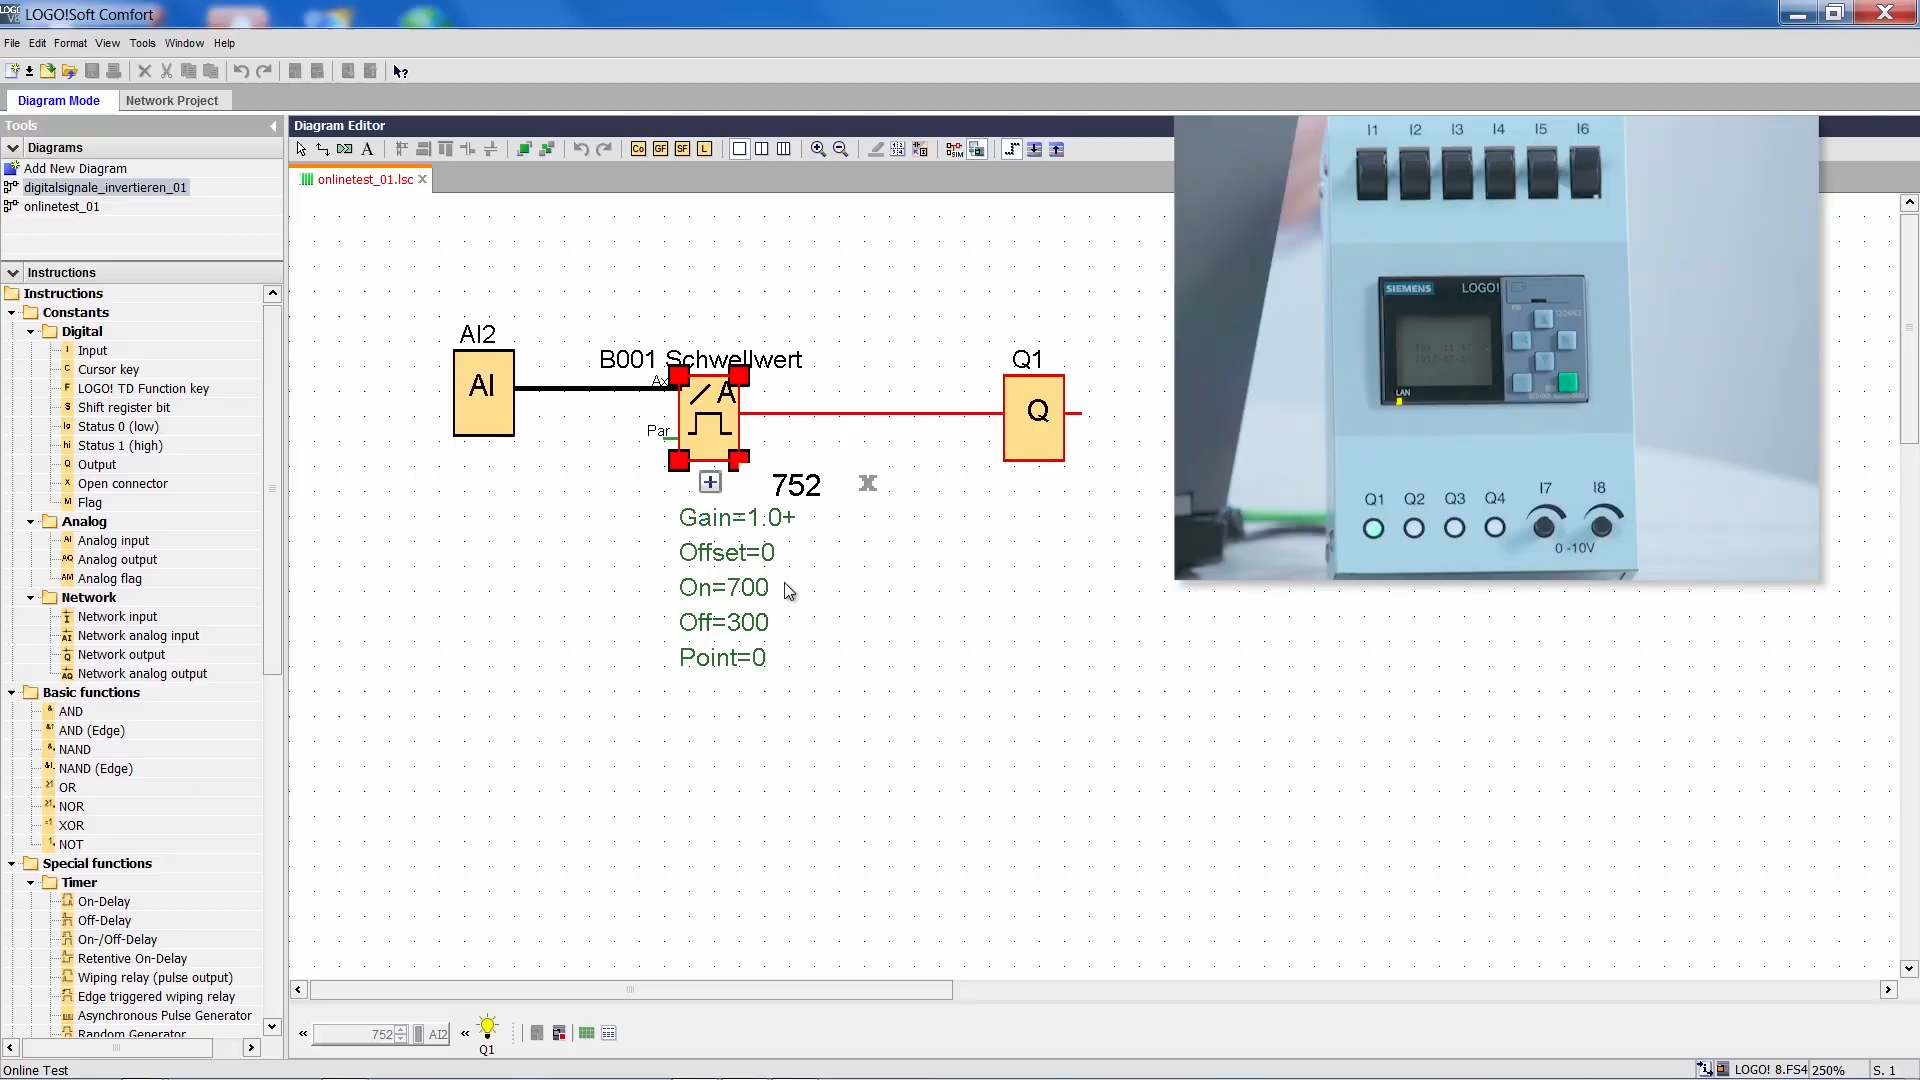 LOGO!Soft Comfort
File Edit Format View Tools Window Help
Diagram Mode
Network Project
Tools
Diagrams
Add New Diagram
digitalsignale_invertieren_01
onlinetest_01
Instructions
Instructions
Constants
Digital
Input
Cursor key
LOGO! TD Function key
Shift register bit
Status 0 (low)
Status 1 (high)
Output
Open connector
Flag
Analog
Analog input
Analog output
Analog flag
Network
Network input
Network analog input
Network output
Network analog output
Basic functions
AND
AND (Edge)
NAND
NAND (Edge)
OR
NOR
XOR
NOT
Special functions
Timer
On-Delay
Off-Delay
On-/Off-Delay
Retentive On-Delay
Wiping relay (pulse output)
Edge triggered wiping relay
Asynchronous Pulse Generator
Random Generator
Diagram Editor
A
Co GF SF L
onlinetest_01.lsc
AI2
AI
B001 Schwellwert
Ax
A
Par
Q1
Q
752
Gain=1.0+
Offset=0
On=700
Off=300
Point=0
I1 I2 I3 I4 I5 I6
SIEMENS LOGO!
LAN
Q1 Q2 Q3 Q4 I7 I8
0 -10V
752 AI2
Q1
Online Test
LOGO! 8.FS4 250% S. 1